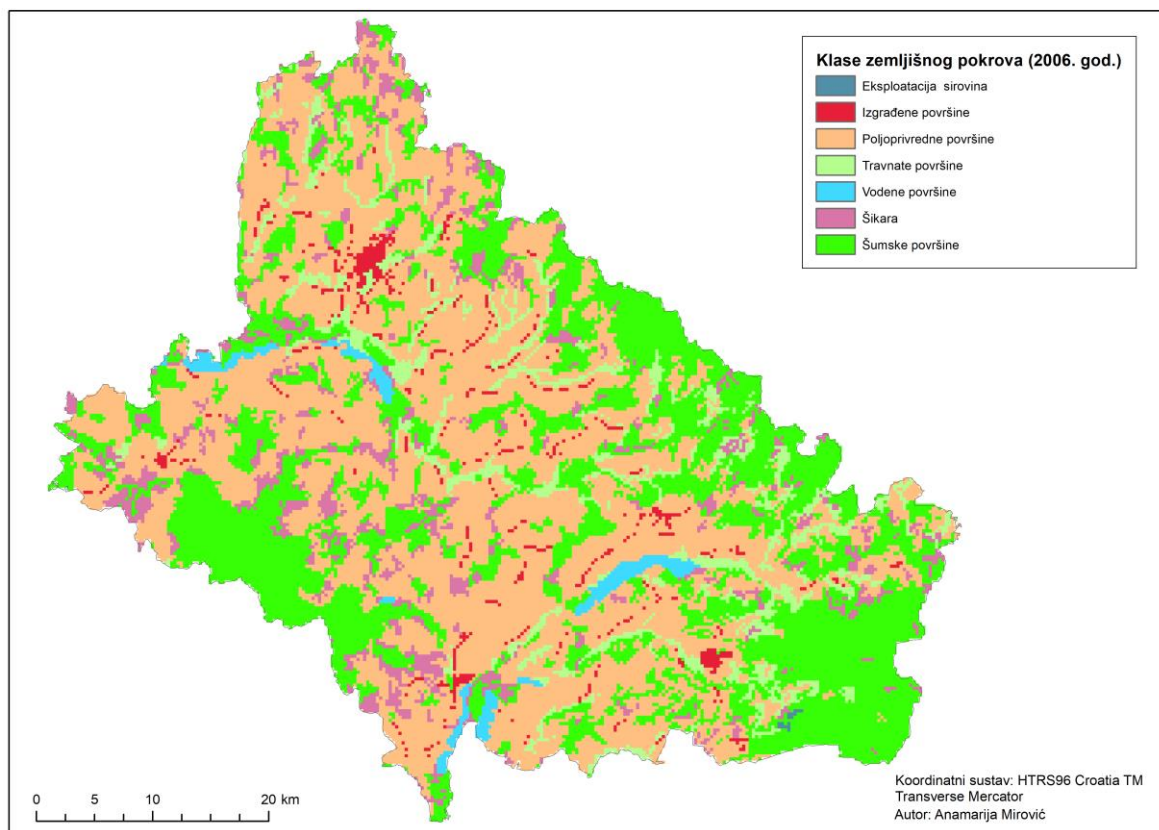 Klase zemljišnog pokrova (2006. god.)
Eksploatacija sirovina
Izgrađene površine
Poljoprivredne površine
Travnate površine
Vodene površine
Šikara
Šumske površine
0 5 10 20 km
Koordinatni sustav: HTRS96 Croatia TM
Transverse Mercator
Autor: Anamarija Mirović